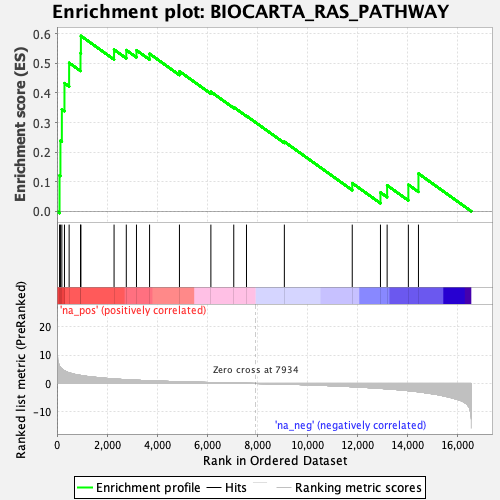 Enrichment plot: BIOCARTA_RAS_PATHWAY
Enrichment score (ES)
0.6
0.5
0.4
0.3
0.2
0.1
0.0
'na_pos' (positively correlated)
Ranked list metric (PreRanked)
20
10
0
-10
Zero cross at 7934
'na_neg' (negatively correlated)
0 2,000 4,000 6,000 8,000 10,000 12,000 14,000 16,000
Rank in Ordered Dataset
Enrichment profile Hits Ranking metric scores